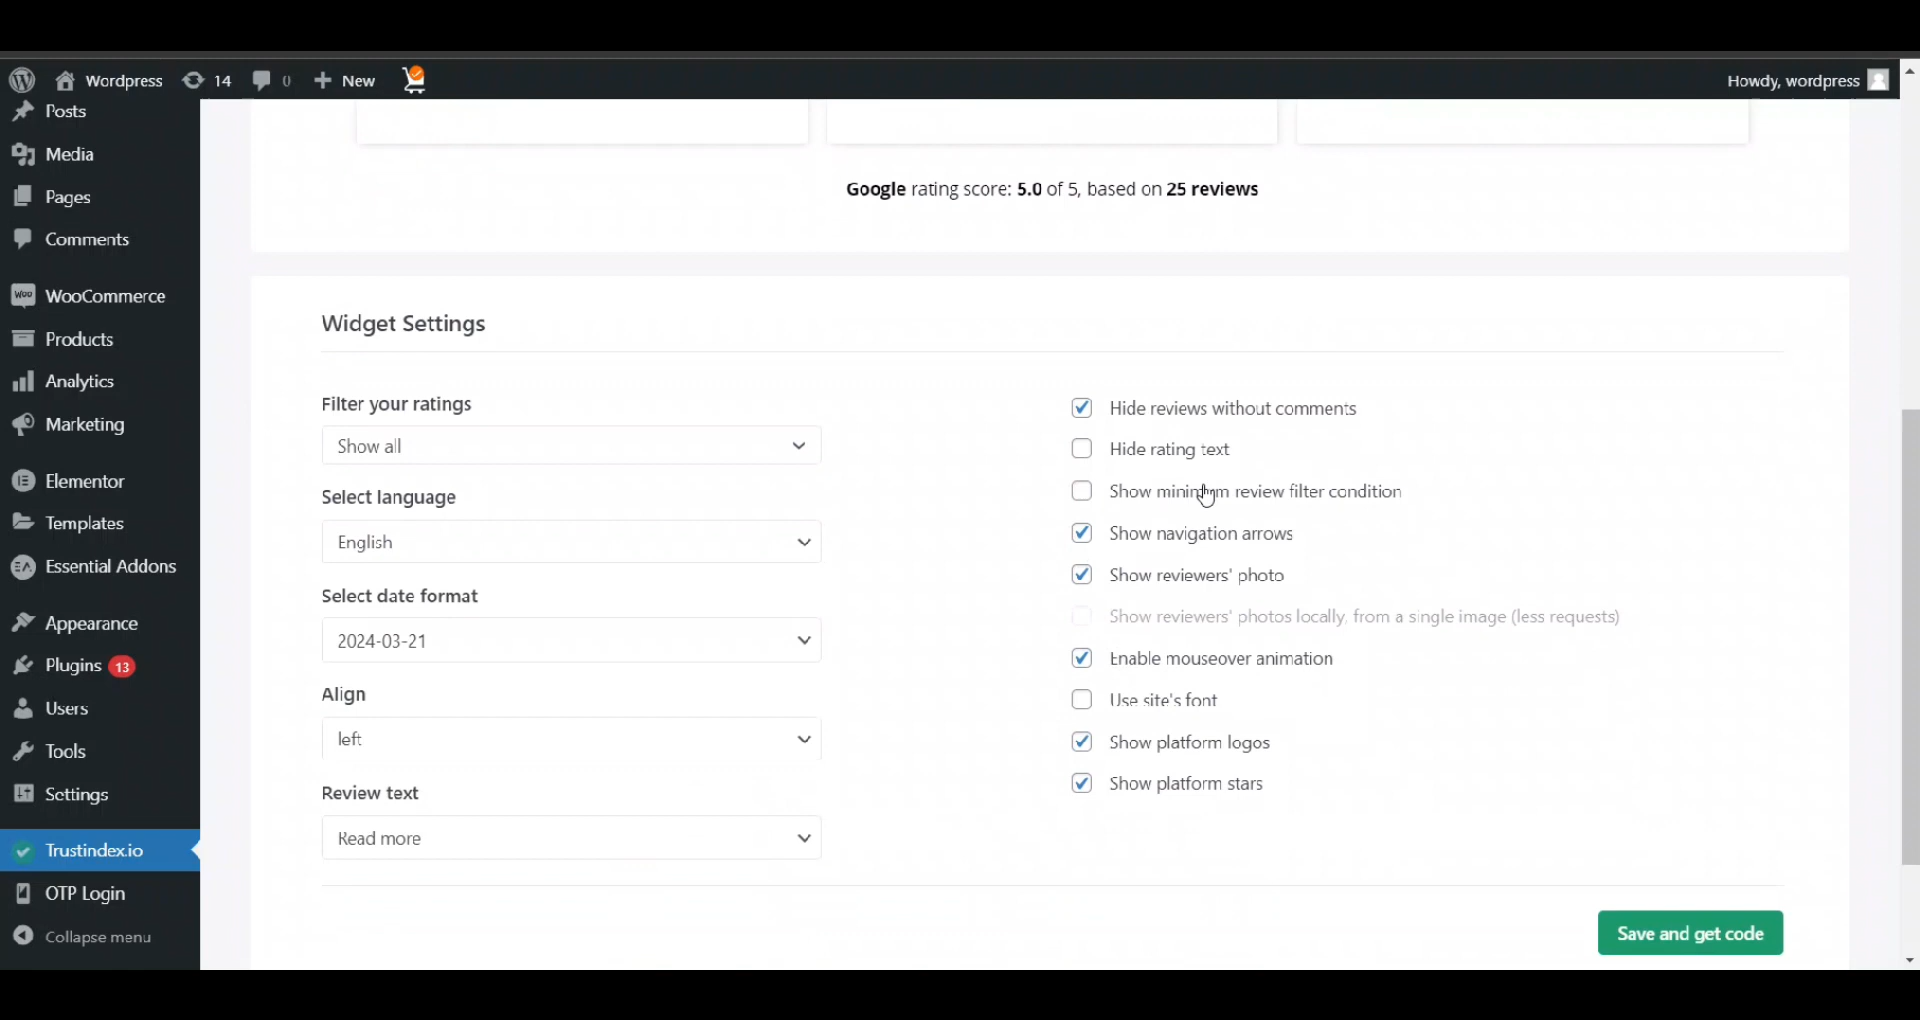 Wordpress 14 0 New Howdy, wordpress
Posts
Media
Pages
Comments
WooCommerce
Products
Analytics
Marketing
Elementor
Templates
Essential Addons
Appearance
Plugins 13
Users
Tools
Settings
Trustindex.io
OTP Login
Collapse menu
Google rating score: 5.0 of 5, based on 25 reviews
Widget Settings
Filter your ratings
Show all
Select language
English
Select date format
2024-03-21
Align
left
Review text
Read more
Hide reviews without comments
Hide rating text
Show minimum review filter condition
Show navigation arrows
Show reviewers' photo
Show reviewers' photos locally, from a single image (less requests)
Enable mouseover animation
Use site's font
Show platform logos
Show platform stars
Save and get code